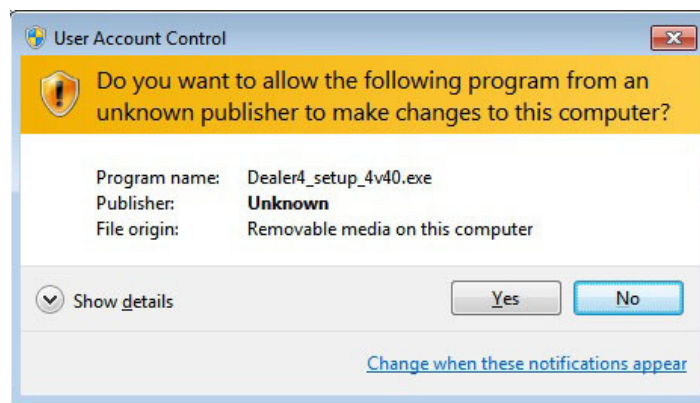 User Account Control
Do you want to allow the following program from an
unknown publisher to make changes to this computer?
Program name: Dealer4_setup_4v40.exe
Publisher: Unknown
File origin: Removable media on this computer
Show details
Yes
No
Change when these notifications appear